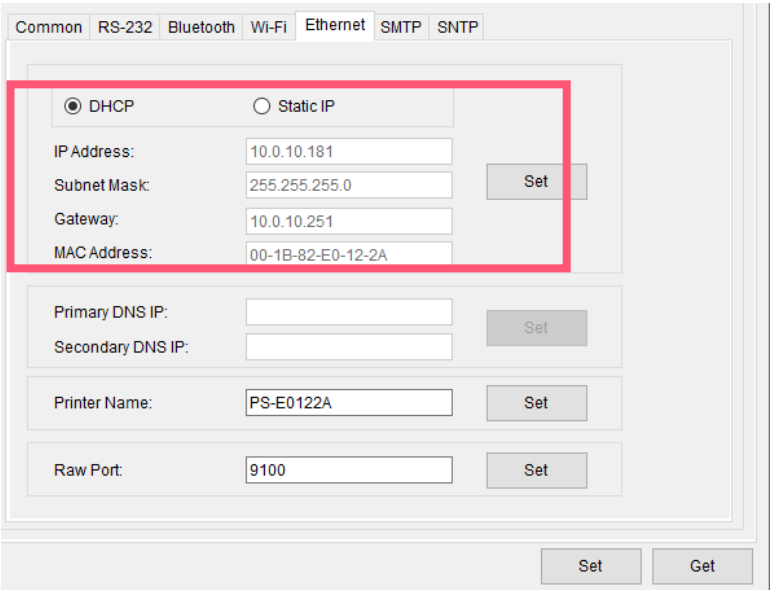 Common RS-232 Bluetooth Wi-Fi Ethernet SMTP SNTP
DHCP Static IP
IP Address: 10.0.10.181
Subnet Mask: 255.255.255.0 Set
Gateway: 10.0.10.251
MAC Address: 00-1B-82-E0-12-2A
Primary DNS IP:
Set
Secondary DNS IP:
Printer Name: PS-E0122A Set
Raw Port: 9100 Set
Set Get